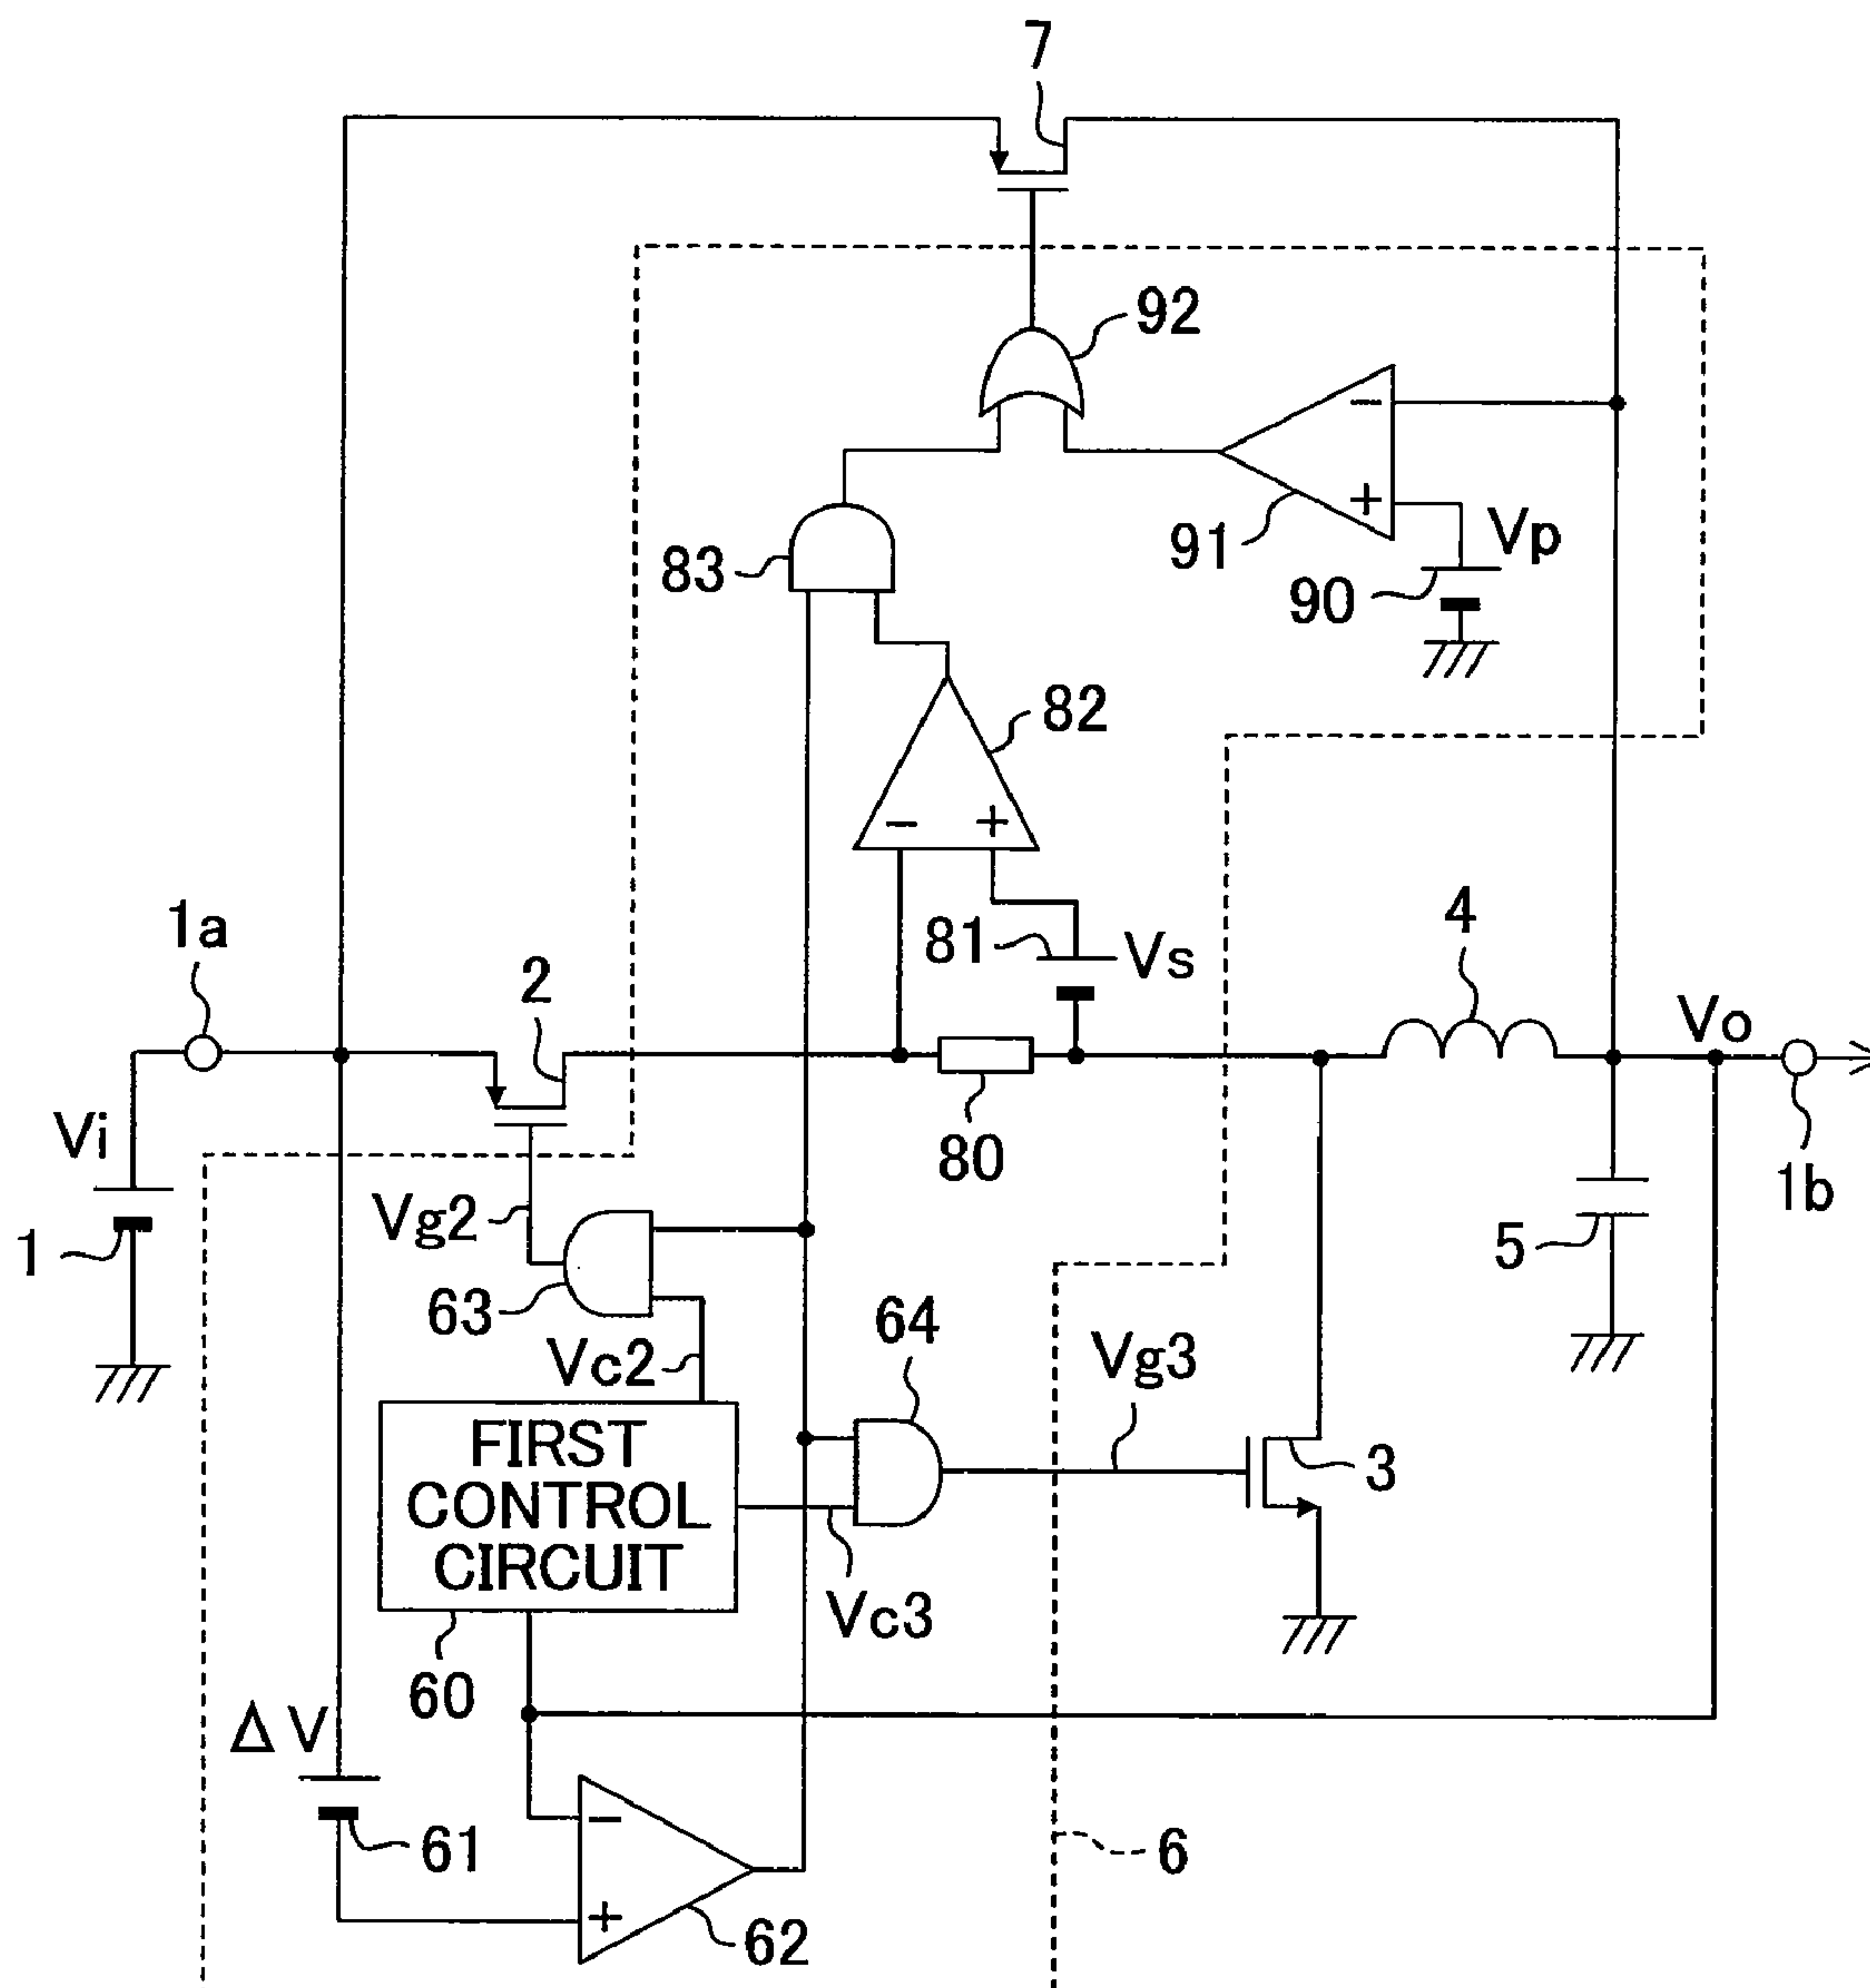 7
92
91
Vp
90
83
82
1a
2
81
Vs
4
Vo
Vi
1
80
1b
Vg2
5
63
64
Vc2
Vg3
FIRST
CONTROL
CIRCUIT
3
Vc3
60
ΔV
61
6
62
−
+
−
+
−
+